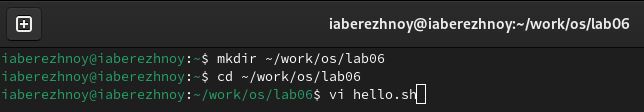 iaberezhnoy@iaberezhnoy:~/work/os/lab06
iaberezhnoy@iaberezhnoy:~$ mkdir ~/work/os/lab06
iaberezhnoy@iaberezhnoy:~$ cd ~/work/os/lab06
iaberezhnoy@iaberezhnoy:~/work/os/lab06$ vi hello.sh